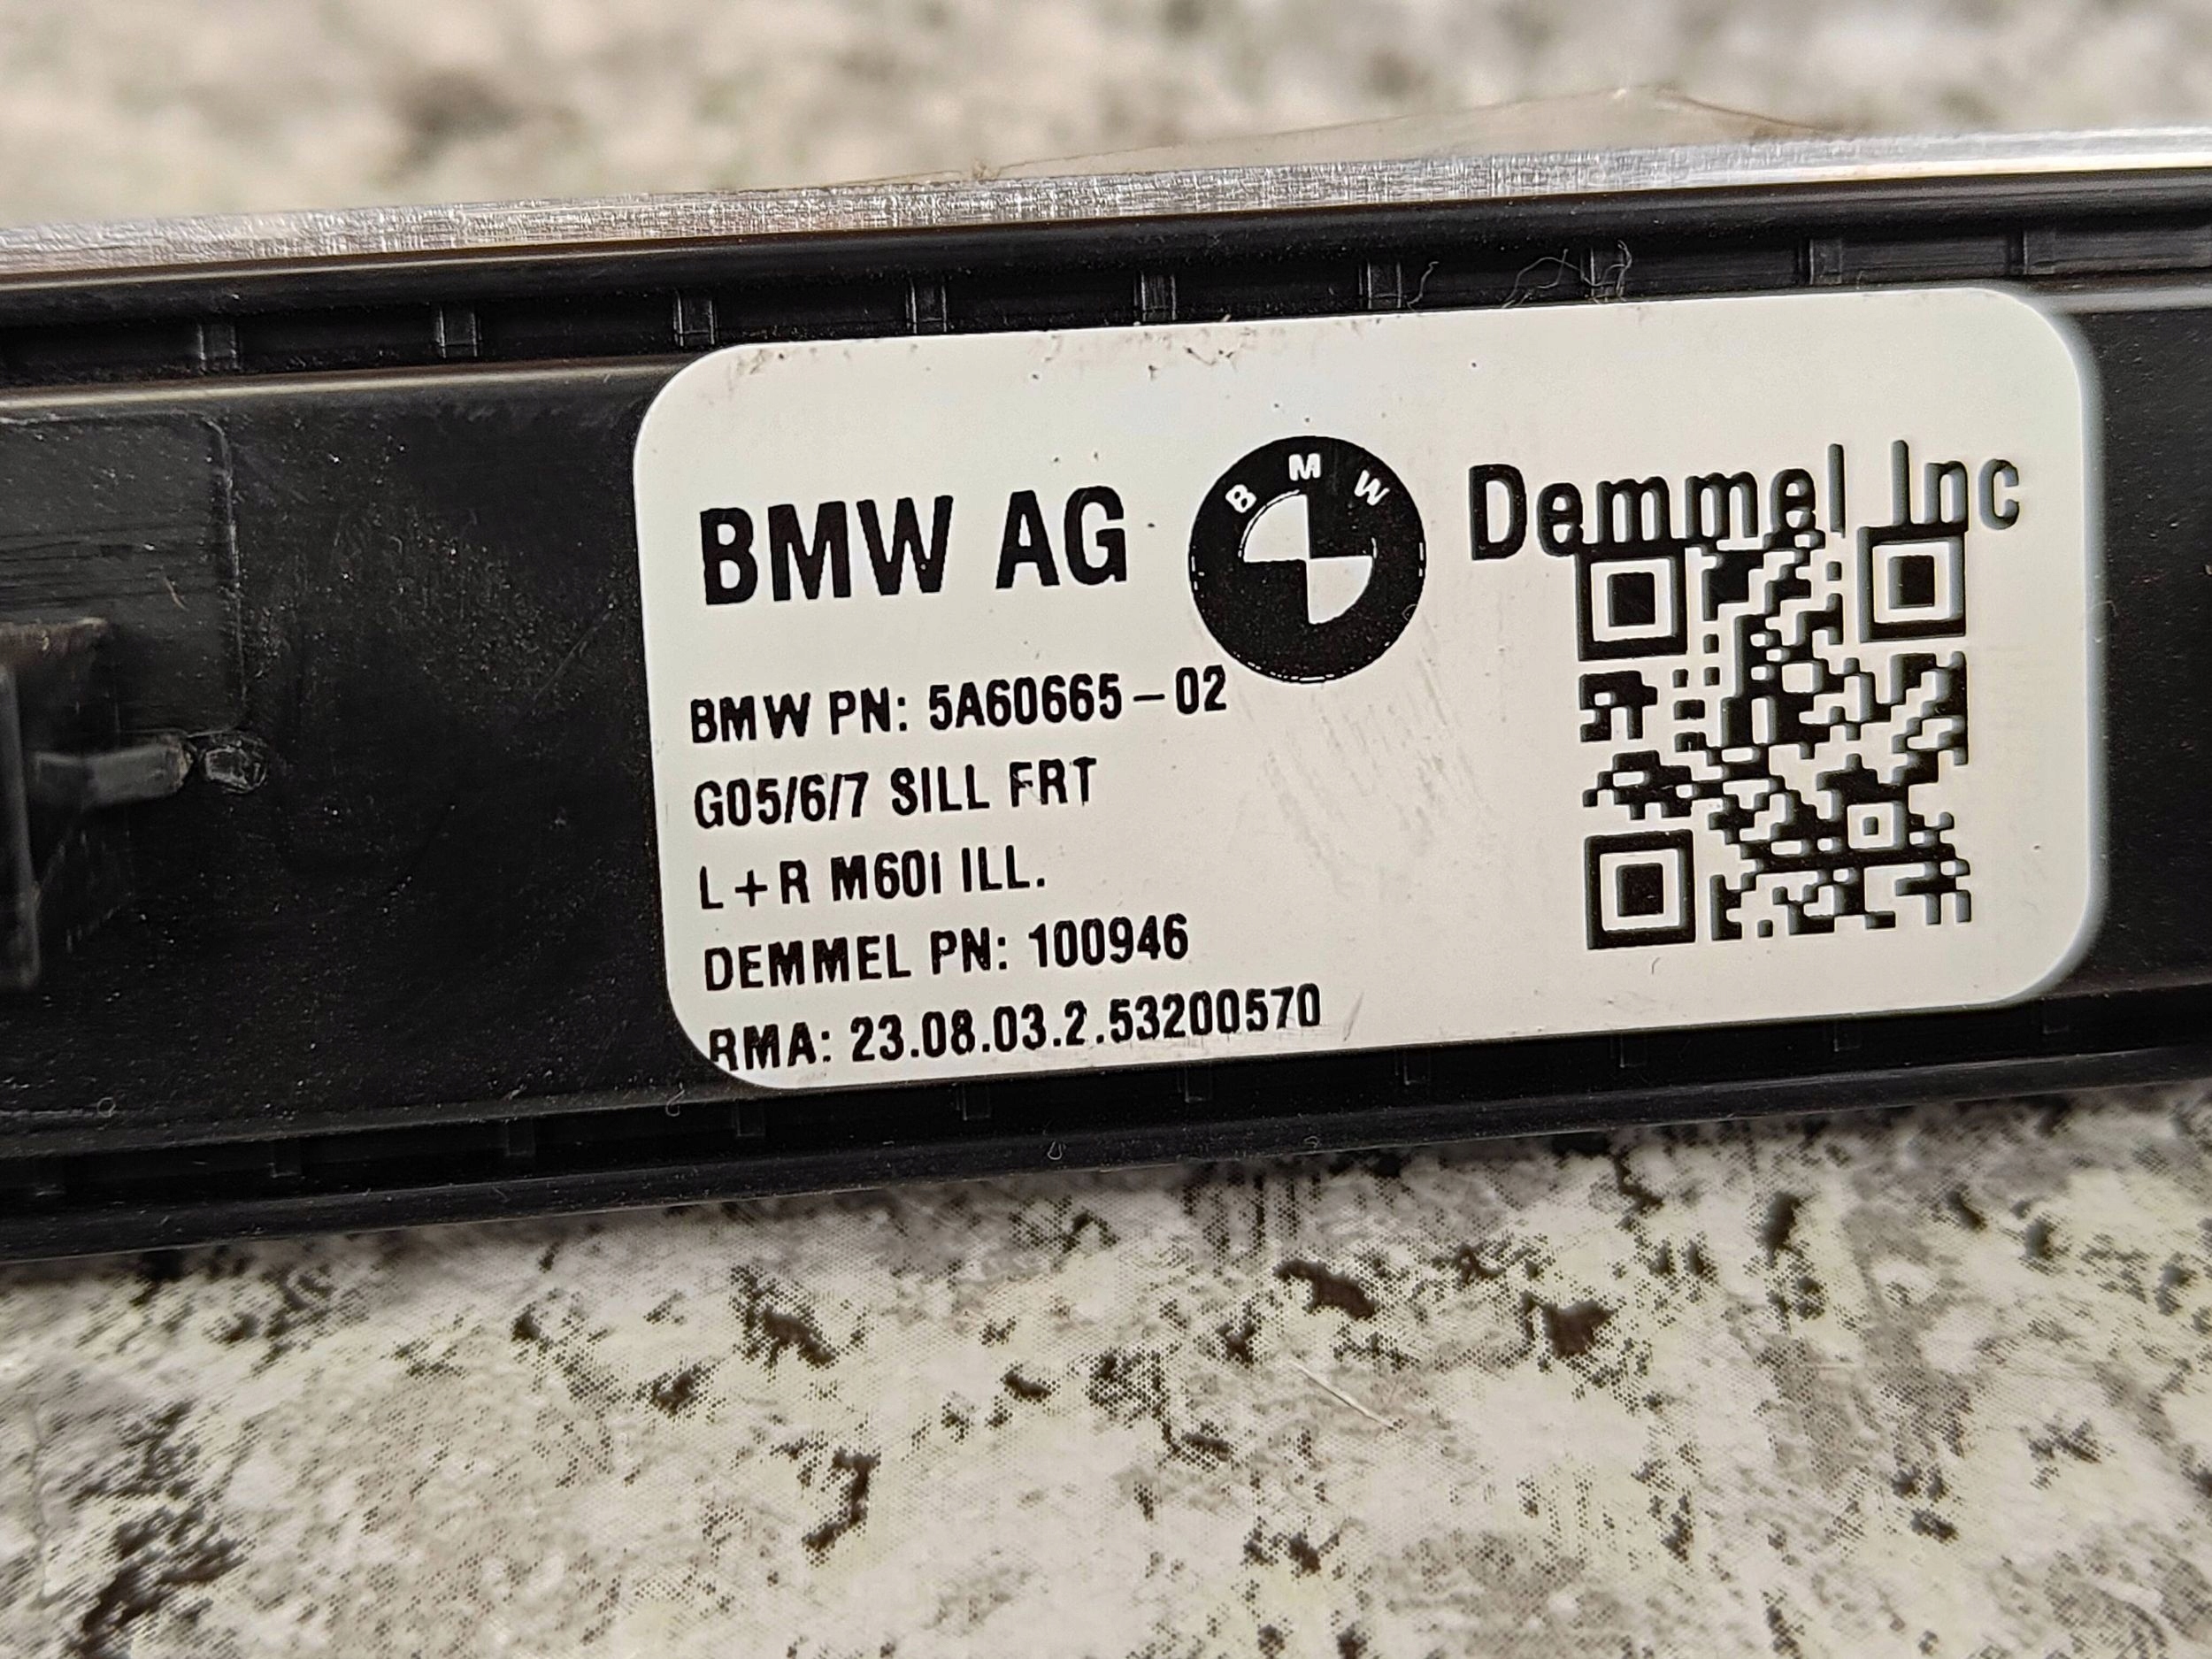 BMW AG
B M W
Demmel Inc
BMW PN: 5A60665-02
G05/6/7 SILL FRT
L+R M60i ILL.
DEMMEL PN: 100946
RMA: 23.08.03.2.53200570